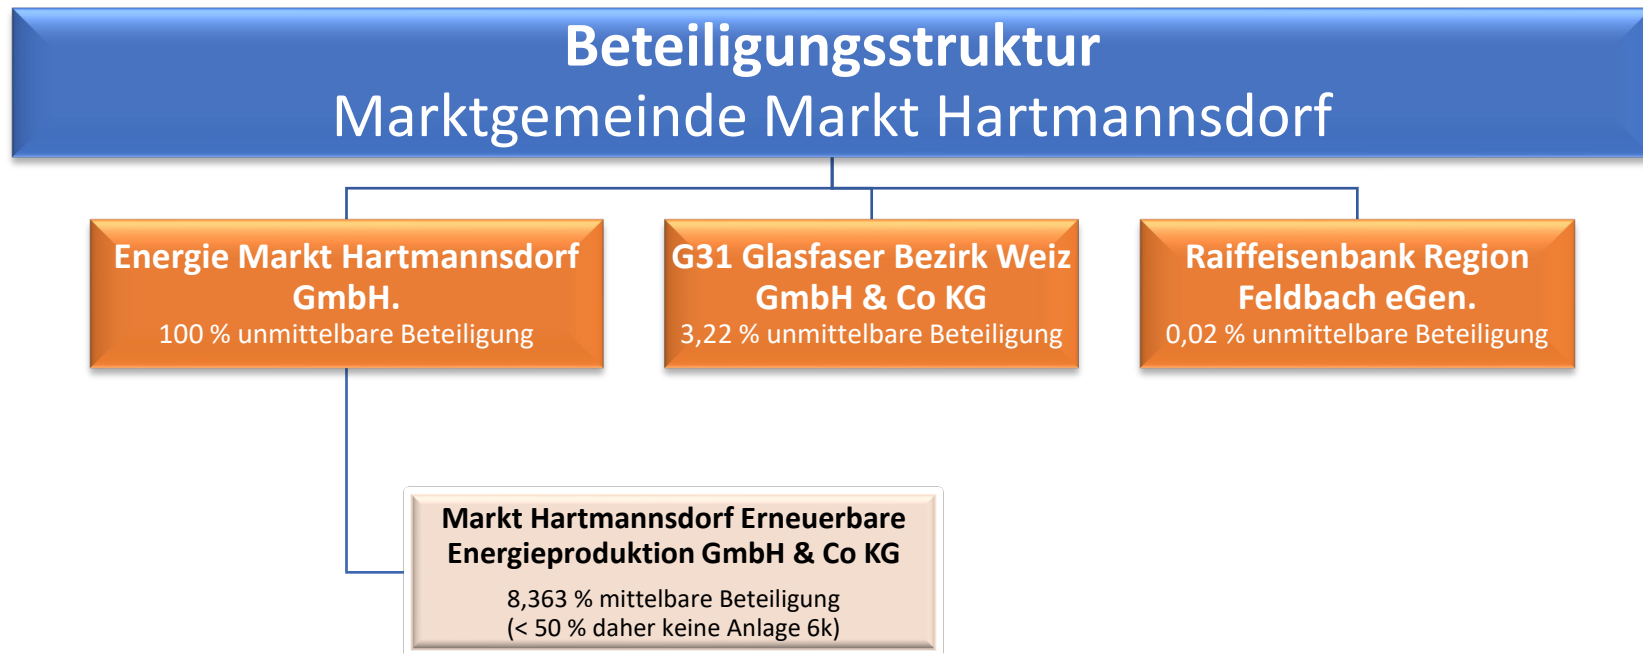 Beteiligungsstruktur
Marktgemeinde Markt Hartmannsdorf
Energie Markt Hartmannsdorf
GmbH.
100 % unmittelbare Beteiligung
G31 Glasfaser Bezirk Weiz
GmbH & Co KG
3,22 % unmittelbare Beteiligung
Raiffeisenbank Region
Feldbach eGen.
0,02 % unmittelbare Beteiligung
Markt Hartmannsdorf Erneuerbare
Energieproduktion GmbH & Co KG
8,363 % mittelbare Beteiligung
(< 50 % daher keine Anlage 6k)